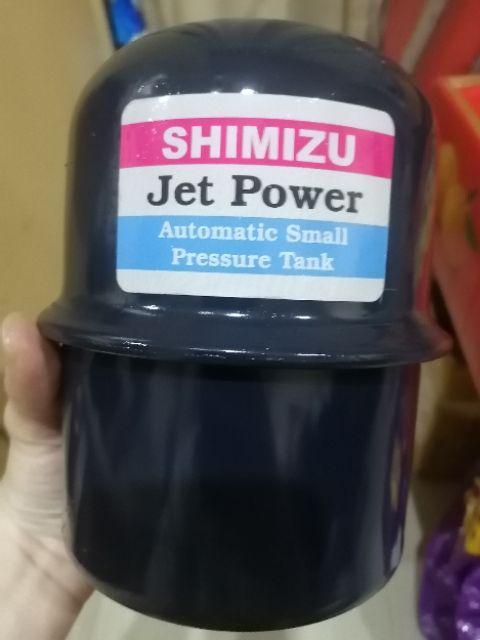 SHIMIZU
Jet Power
Automatic Small
Pressure Tank